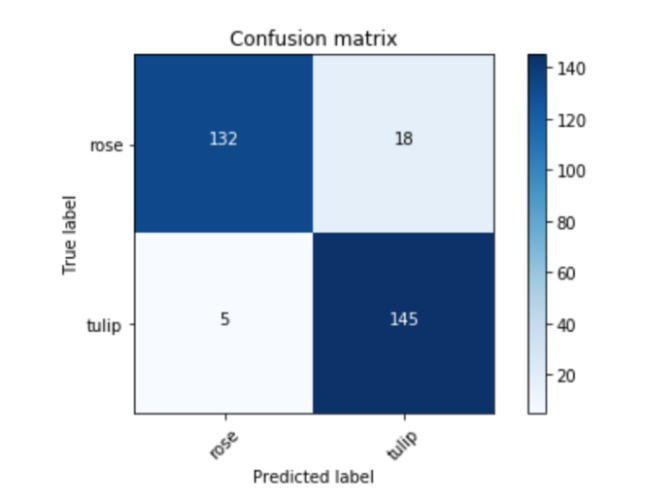 Confusion matrix
140
rose
132
18
120
100
True label
80
60
tulip
5
145
40
20
rose
tulip
Predicted label